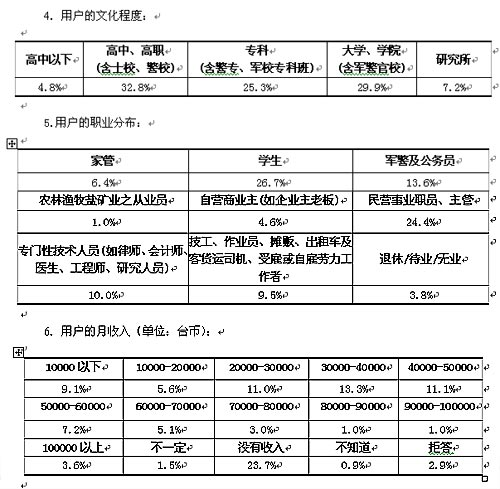 4. 用户的文化程度：
高中以下 高中、高职 专科 大学、学院 研究所
(含士校、警校) (含警专、军校专科班) (含军警官校)
4.8% 32.8% 25.3% 29.9% 7.2%
5.用户的职业分布：
家管 学生 军警及公务员
6.4% 26.7% 13.6%
农林渔牧盐矿业之从业员 自营商业主(如企业主老板) 民营事业职员、主管
1.0% 4.6% 24.4%
专门性技术人员(如律师、会计师、 技工、作业员、摊贩、出租车及 退休/待业/无业
医生、工程师、研究人员) 客货运司机、受雇或自雇劳力工
作者
10.0% 9.5% 3.8%
6. 用户的月收入（单位：台币）：
10000以下 10000-20000 20000-30000 30000-40000 40000-50000
9.1% 5.6% 11.0% 13.3% 11.1%
50000-60000 60000-70000 70000-80000 80000-90000 90000-100000
7.2% 5.1% 3.0% 1.0% 1.0%
100000以上 不一定 没有收入 不知道 拒答
3.6% 1.5% 23.7% 0.9% 2.9%